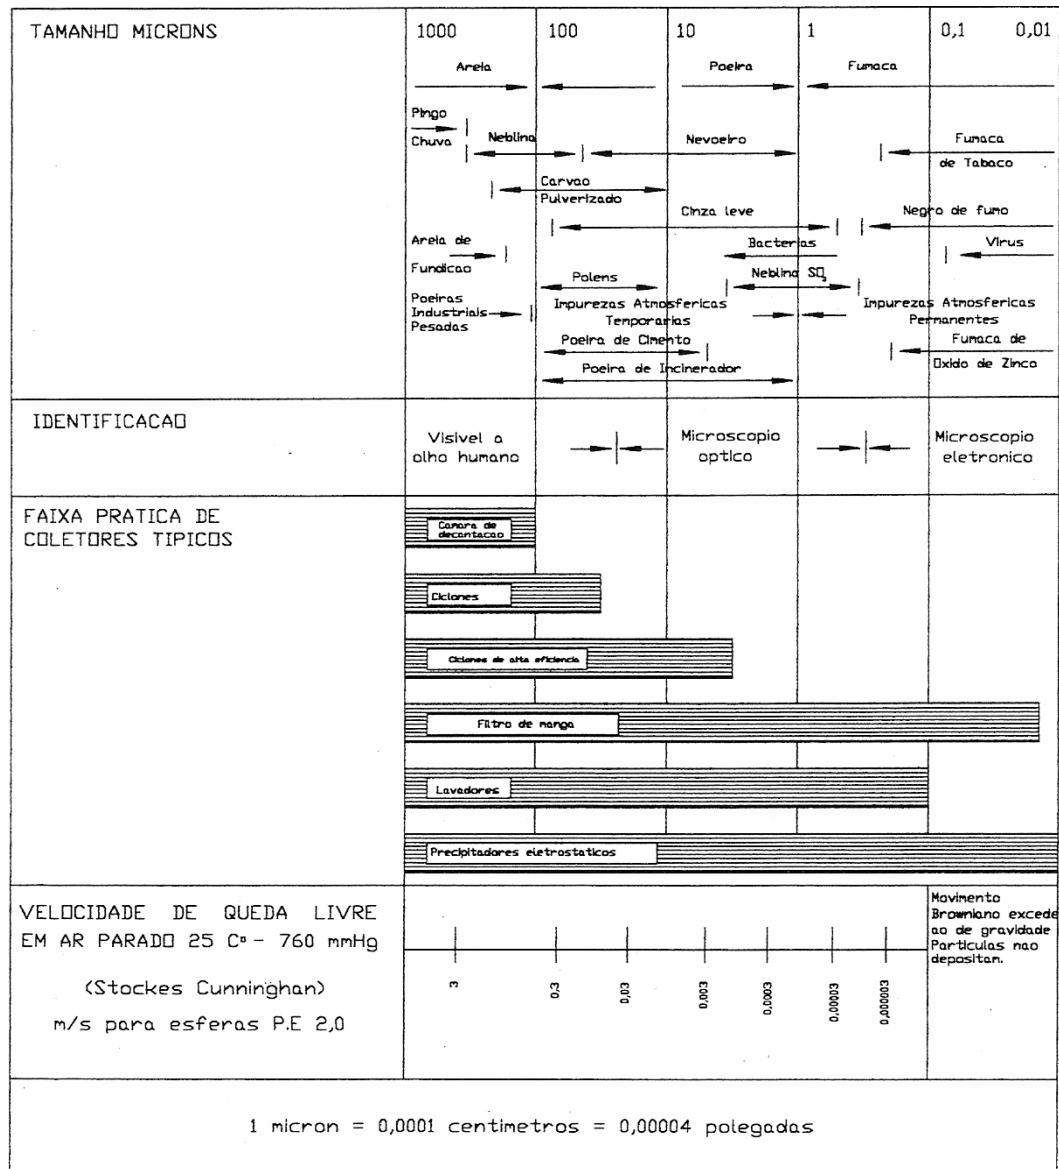 TAMANHO MICRONS
1000 100 10 1 0,1 0,01
Areia
Poeira
Fumaca
Pingo
Chuva
Neblina
Nevoeiro
Fumaca
de Tabaco
Carvao
Pulverizado
Cinza leve
Negro de fumo
Areia de
Fundicao
Bacterias
Virus
Polens
Neblina SO₃
Poeiras
Industriais
Pesadas
Impurezas Atmosfericas
Temporarias
Impurezas Atmosfericas
Permanentes
Poeira de Cimento
Fumaca de
Oxido de Zinco
Poeira de Incinerador
IDENTIFICACAO
Visivel a
olho humano
Microscopio
optico
Microscopio
eletronico
FAIXA PRATICA DE
COLETORES TIPICOS
Camara de
decantacao
Ciclones
Ciclones de alta eficiencia
Filtro de manga
Lavadores
Precipitadores eletrostaticos
VELOCIDADE DE QUEDA LIVRE
EM AR PARADO 25 Cº - 760 mmHg
(Stockes Cunninghan)
m/s para esferas P.E 2,0
3
0,3
0,03
0,003
0,0003
0,00003
0,000003
Movimento
Browniano excede
ao de gravidade
Particulas nao
depositam.
1 micron = 0,0001 centimetros = 0,00004 polegadas